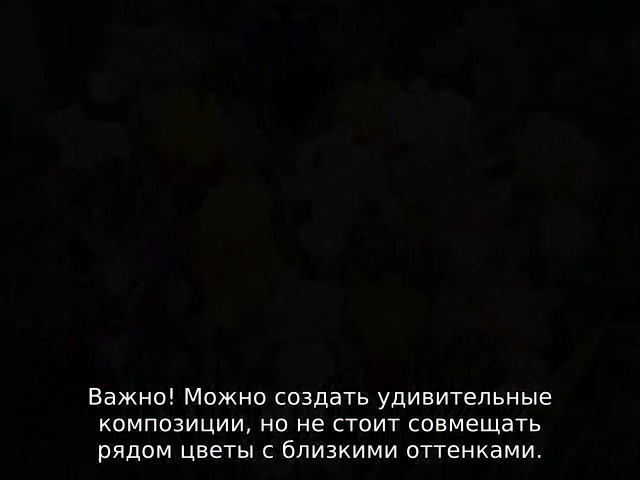 Важно! Можно создать удивительные
композиции, но не стоит совмещать
рядом цветы с близкими оттенками.